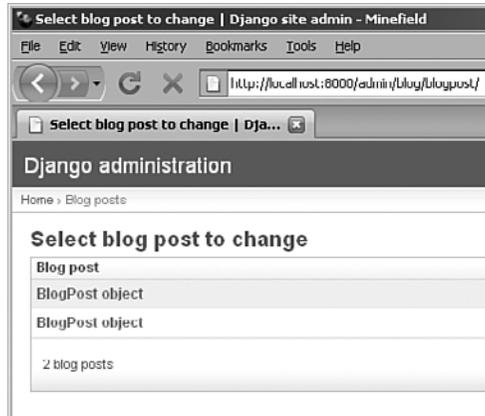 Select blog post to change | Django site admin - Minefield
File Edit View History Bookmarks Tools Help
http://localhost:8000/admin/blog/blogpost/
Select blog post to change | Dja...
Django administration
Home › Blog posts
Select blog post to change
Blog post
BlogPost object
BlogPost object
2 blog posts